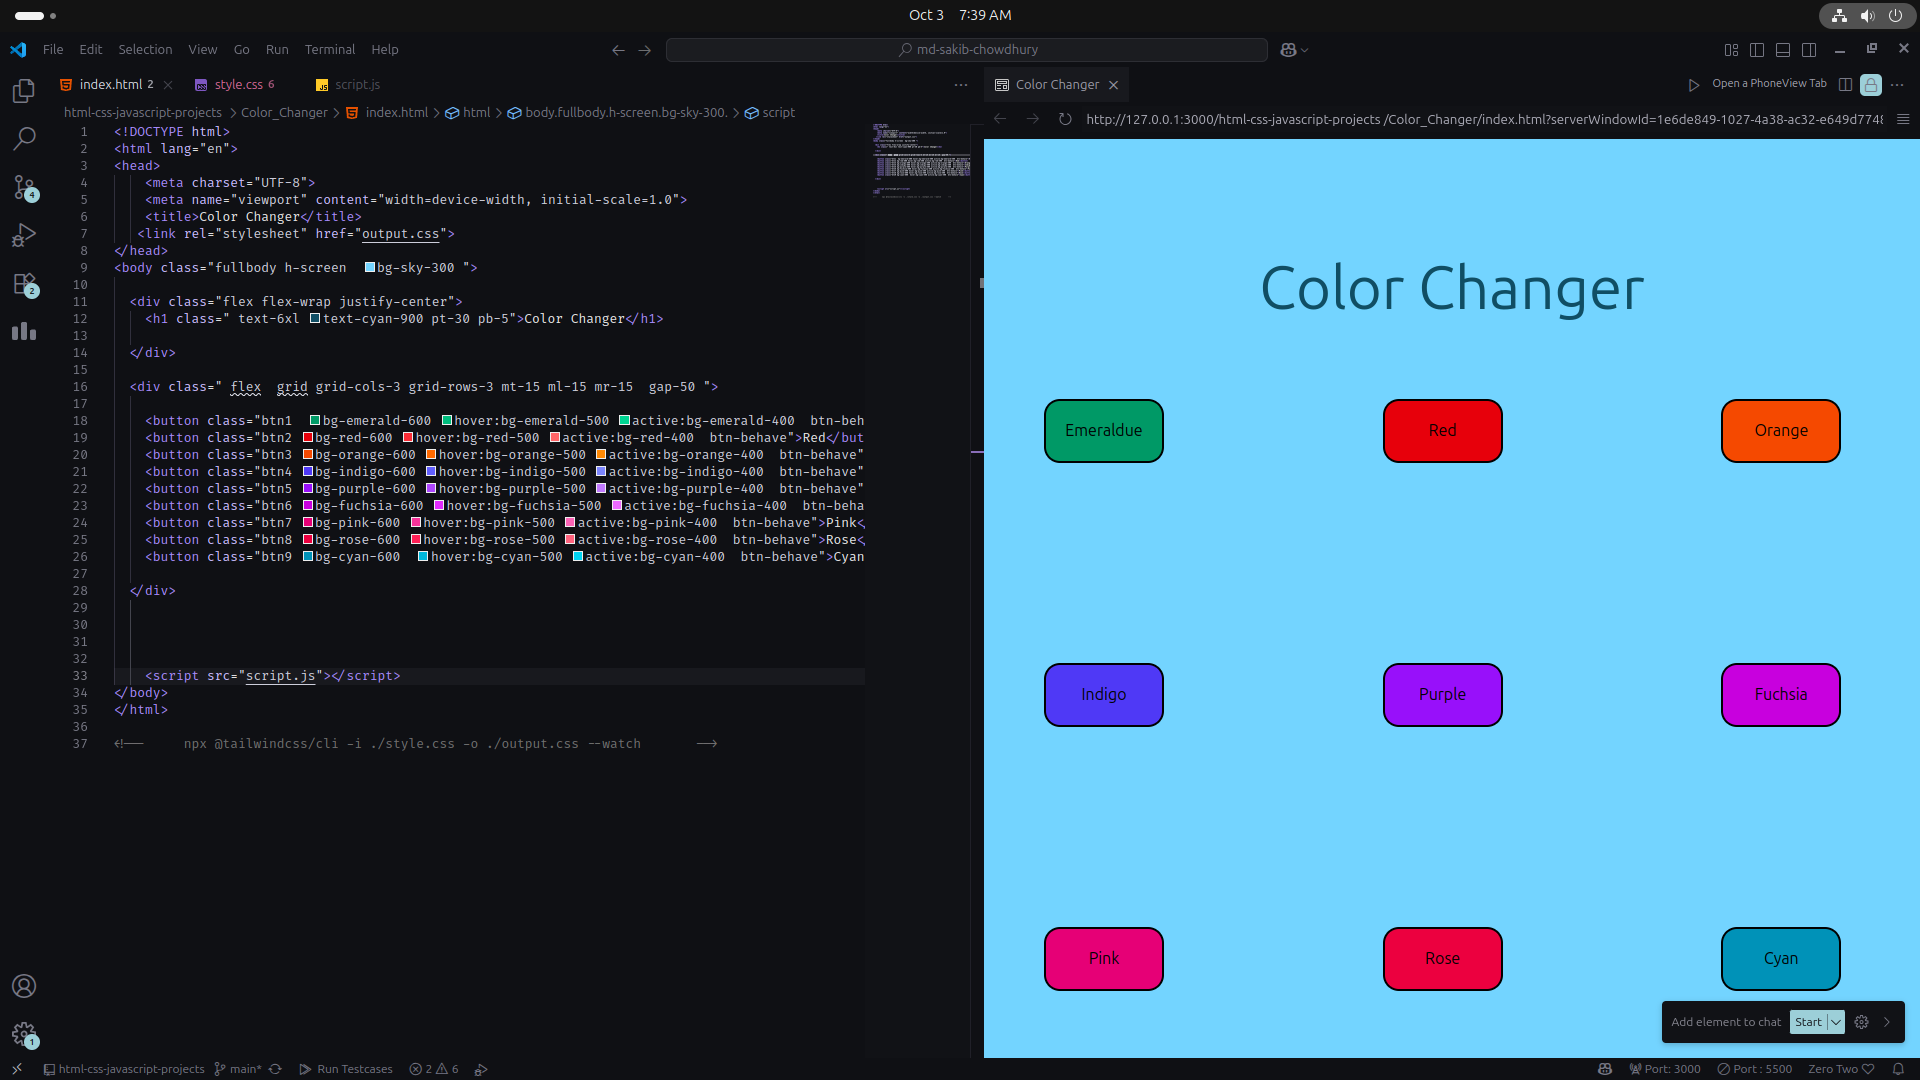 Oct 3 7:39 AM
File Edit Selection View Go Run Terminal Help
md-sakib-chowdhury
index.html 2
style.css 6
script.js
Color Changer
Open a PhoneView Tab
html-css-javascript-projects > Color_Changer > index.html > html > body.fullbody.h-screen.bg-sky-300. > script
http://127.0.0.1:3000/html-css-javascript-projects /Color_Changer/index.html?serverWindowId=1e6de849-1027-4a38-ac32-e649d7748
1 <!DOCTYPE html>
2 <html lang="en">
3 <head>
4 <meta charset="UTF-8">
5 <meta name="viewport" content="width=device-width, initial-scale=1.0">
6 <title>Color Changer</title>
7 <link rel="stylesheet" href="output.css">
8 </head>
9 <body class="fullbody h-screen bg-sky-300 ">
10
11 <div class="flex flex-wrap justify-center">
12 <h1 class=" text-6xl text-cyan-900 pt-30 pb-5">Color Changer</h1>
13
14 </div>
15
16 <div class=" flex grid grid-cols-3 grid-rows-3 mt-15 ml-15 mr-15 gap-50 ">
17
18 <button class="btn1 bg-emerald-600 hover:bg-emerald-500 active:bg-emerald-400 btn-beh
19 <button class="btn2 bg-red-600 hover:bg-red-500 active:bg-red-400 btn-behave">Red</but
20 <button class="btn3 bg-orange-600 hover:bg-orange-500 active:bg-orange-400 btn-behave"
21 <button class="btn4 bg-indigo-600 hover:bg-indigo-500 active:bg-indigo-400 btn-behave"
22 <button class="btn5 bg-purple-600 hover:bg-purple-500 active:bg-purple-400 btn-behave"
23 <button class="btn6 bg-fuchsia-600 hover:bg-fuchsia-500 active:bg-fuchsia-400 btn-beha
24 <button class="btn7 bg-pink-600 hover:bg-pink-500 active:bg-pink-400 btn-behave">Pink</
25 <button class="btn8 bg-rose-600 hover:bg-rose-500 active:bg-rose-400 btn-behave">Rose</
26 <button class="btn9 bg-cyan-600 hover:bg-cyan-500 active:bg-cyan-400 btn-behave">Cyan
27
28 </div>
29
30
31
32
33 <script src="script.js"></script>
34 </body>
35 </html>
36
37 <!-- npx @tailwindcss/cli -i ./style.css -o ./output.css --watch -->
Color Changer
Emeraldue
Red
Orange
Indigo
Purple
Fuchsia
Pink
Rose
Cyan
Add element to chat Start
4
2
1
html-css-javascript-projects main* Run Testcases 2 6
Port: 3000 Port : 5500 Zero Two